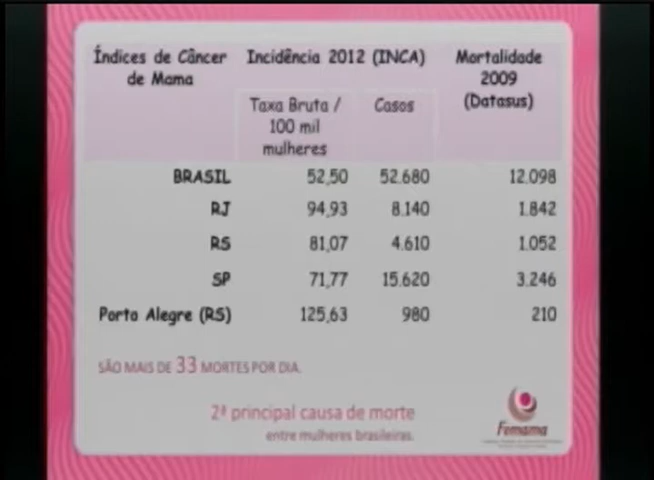 Índices de Câncer de Mama
Incidência 2012 (INCA)
Mortalidade 2009 (Datasus)
Taxa Bruta / 100 mil mulheres
Casos
BRASIL 52,50 52.680 12.098
RJ 94,93 8.140 1.842
RS 81,07 4.610 1.052
SP 71,77 15.620 3.246
Porto Alegre (RS) 125,63 980 210
SÃO MAIS DE 33 MORTES POR DIA.
2ª principal causa de morte
entre mulheres brasileiras.
Femama